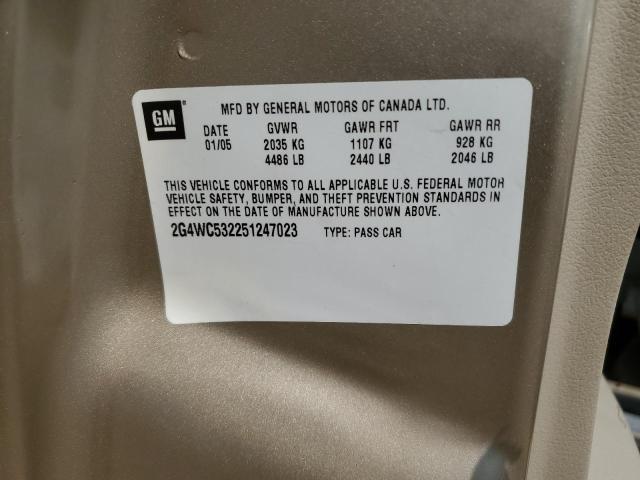 GM
MFD BY GENERAL MOTORS OF CANADA LTD.
DATE GVWR GAWR FRT GAWR RR
01/05 2035 KG 1107 KG 928 KG
4486 LB 2440 LB 2046 LB
THIS VEHICLE CONFORMS TO ALL APPLICABLE U.S. FEDERAL MOTOR
VEHICLE SAFETY, BUMPER, AND THEFT PREVENTION STANDARDS IN
EFFECT ON THE DATE OF MANUFACTURE SHOWN ABOVE.
2G4WC532251247023 TYPE: PASS CAR